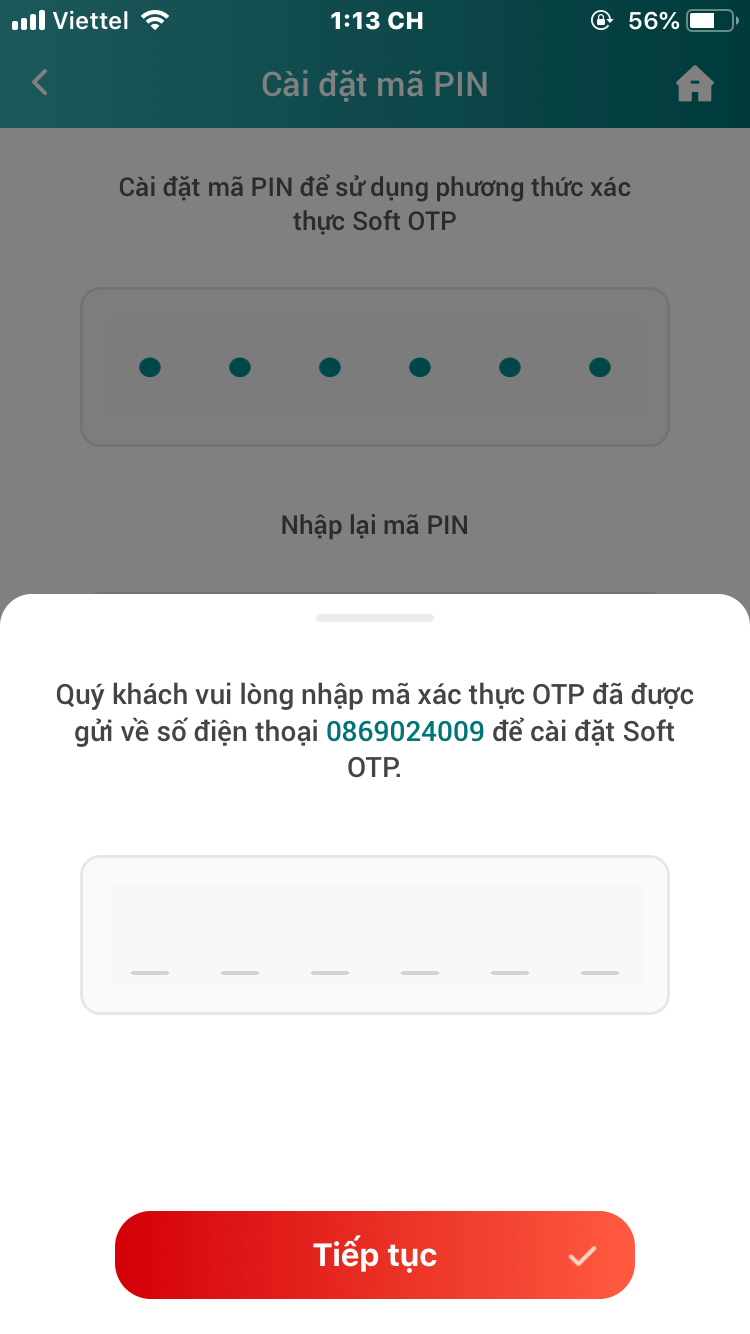 Viettel 1:13 CH 56%
Cài đặt mã PIN
Cài đặt mã PIN để sử dụng phương thức xác
thực Soft OTP
Nhập lại mã PIN
Quý khách vui lòng nhập mã xác thực OTP đã được
gửi về số điện thoại 0869024009 để cài đặt Soft
OTP.
Tiếp tục